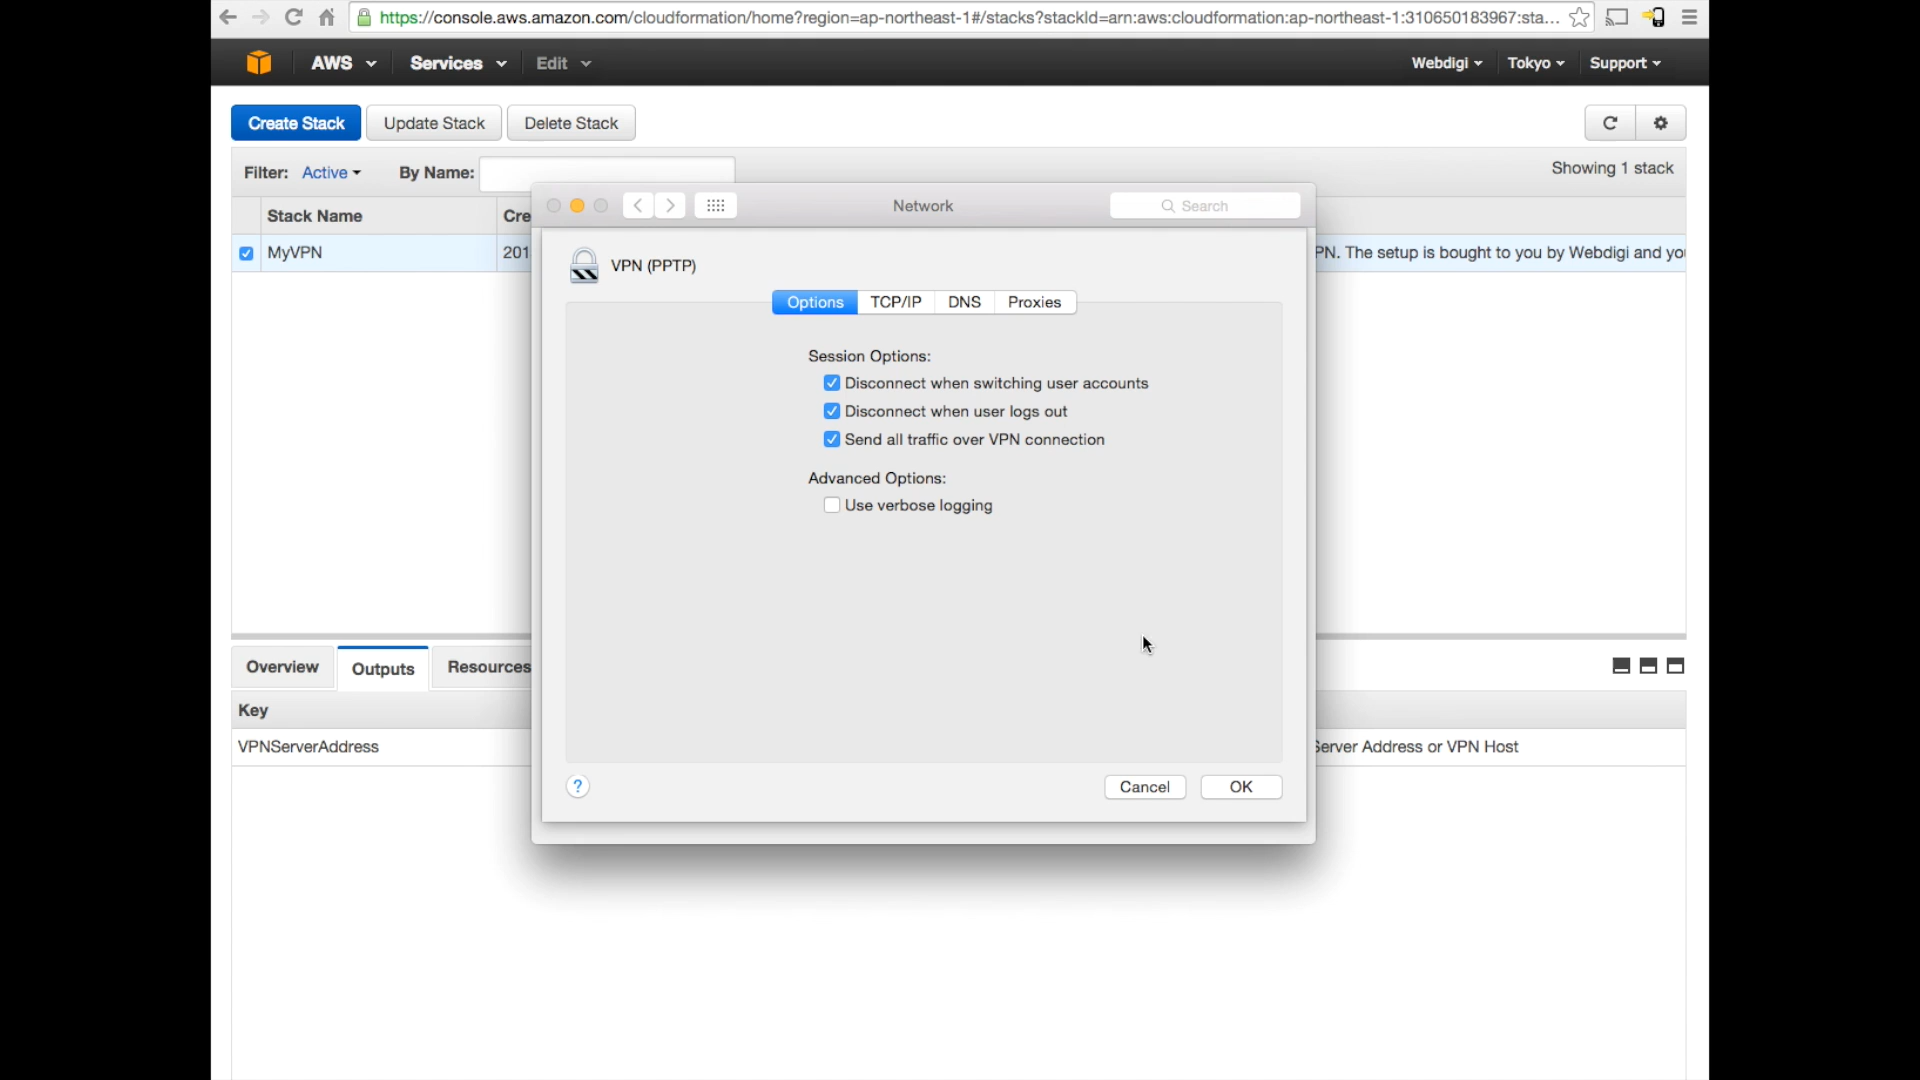 https://console.aws.amazon.com/cloudformation/home?region=ap-northeast-1#/stacks?stackId=arn:aws:cloudformation:ap-northeast-1:310650183967:sta...
AWS Services Edit Webdigi Tokyo Support
Create Stack Update Stack Delete Stack
Filter: Active By Name: Showing 1 stack
Stack Name Cre
MyVPN 201 PN. The setup is bought to you by Webdigi and yo
Network Search
VPN (PPTP)
Options TCP/IP DNS Proxies
Session Options:
Disconnect when switching user accounts
Disconnect when user logs out
Send all traffic over VPN connection
Advanced Options:
Use verbose logging
Overview Outputs Resources
Key
VPNServerAddress Server Address or VPN Host
? Cancel OK